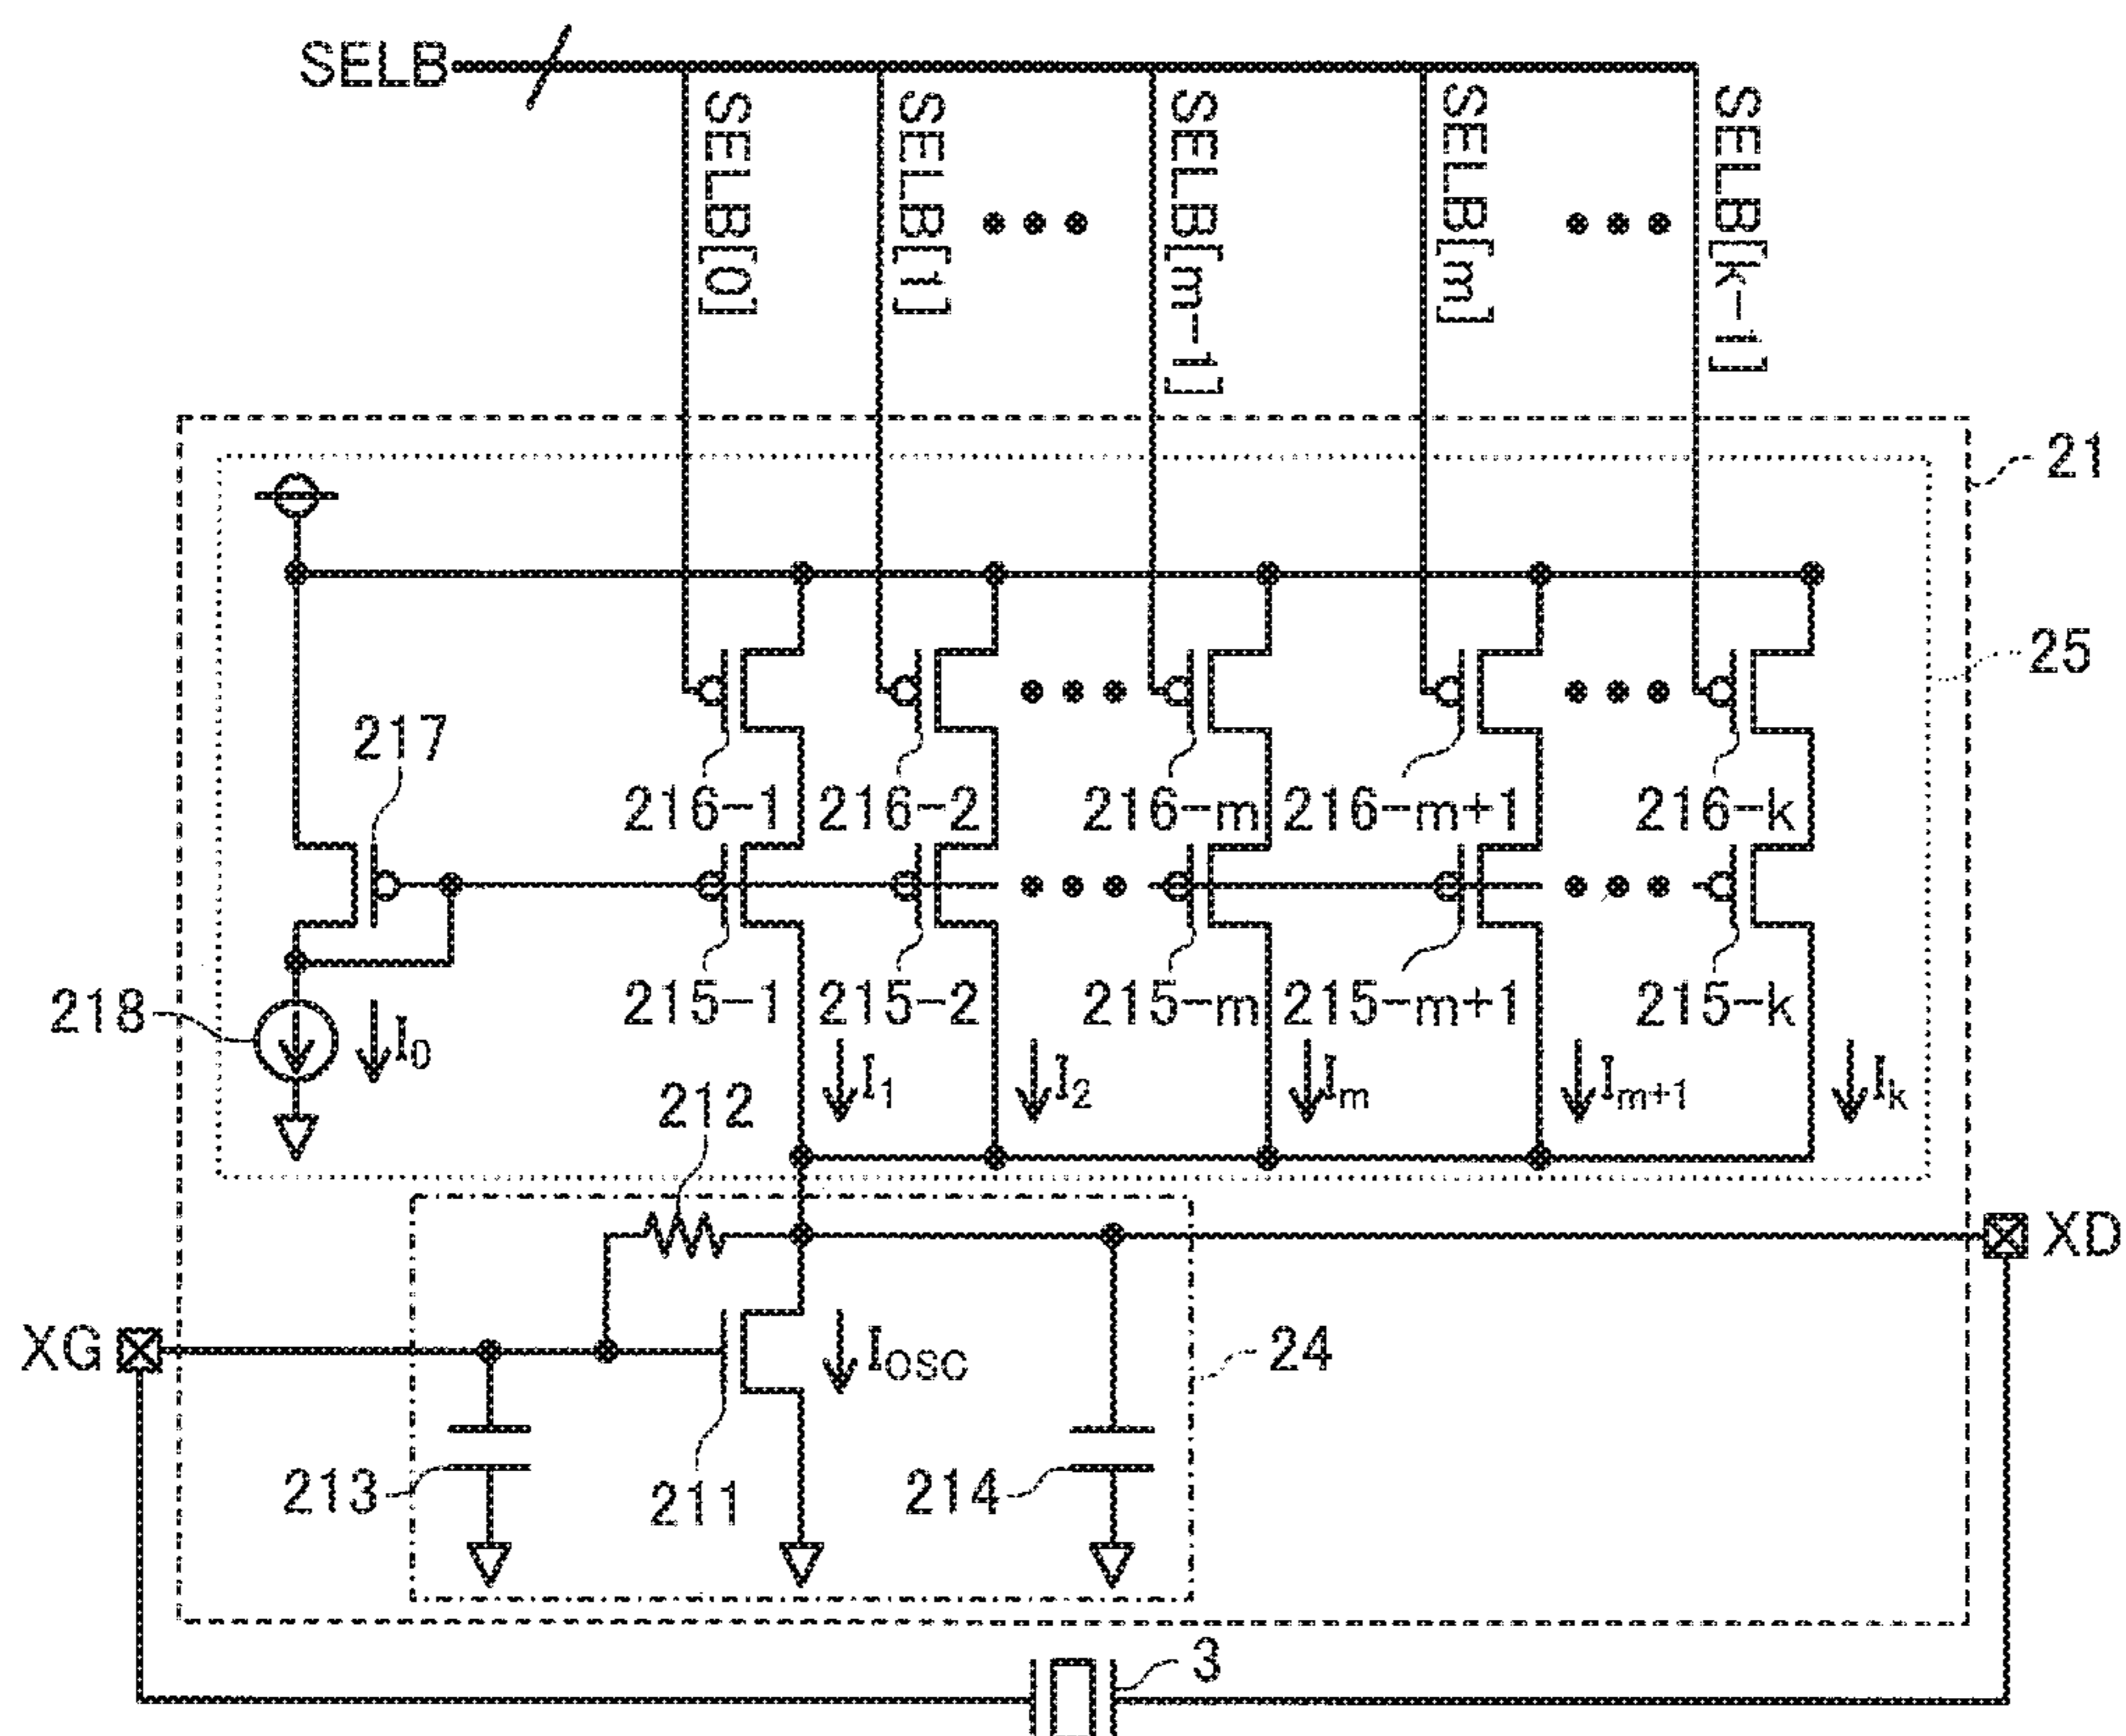 SELB
SELB[0]
SELB[1]
SELB[m-1]
SELB[m]
SELB[k-1]
21
25
217
216-1
216-2
216-m
216-m+1
216-k
215-1
215-2
215-m
215-m+1
215-k
218
I0
I1
I2
Im
Im+1
Ik
212
XD
XG
IOSC
24
213
211
214
3